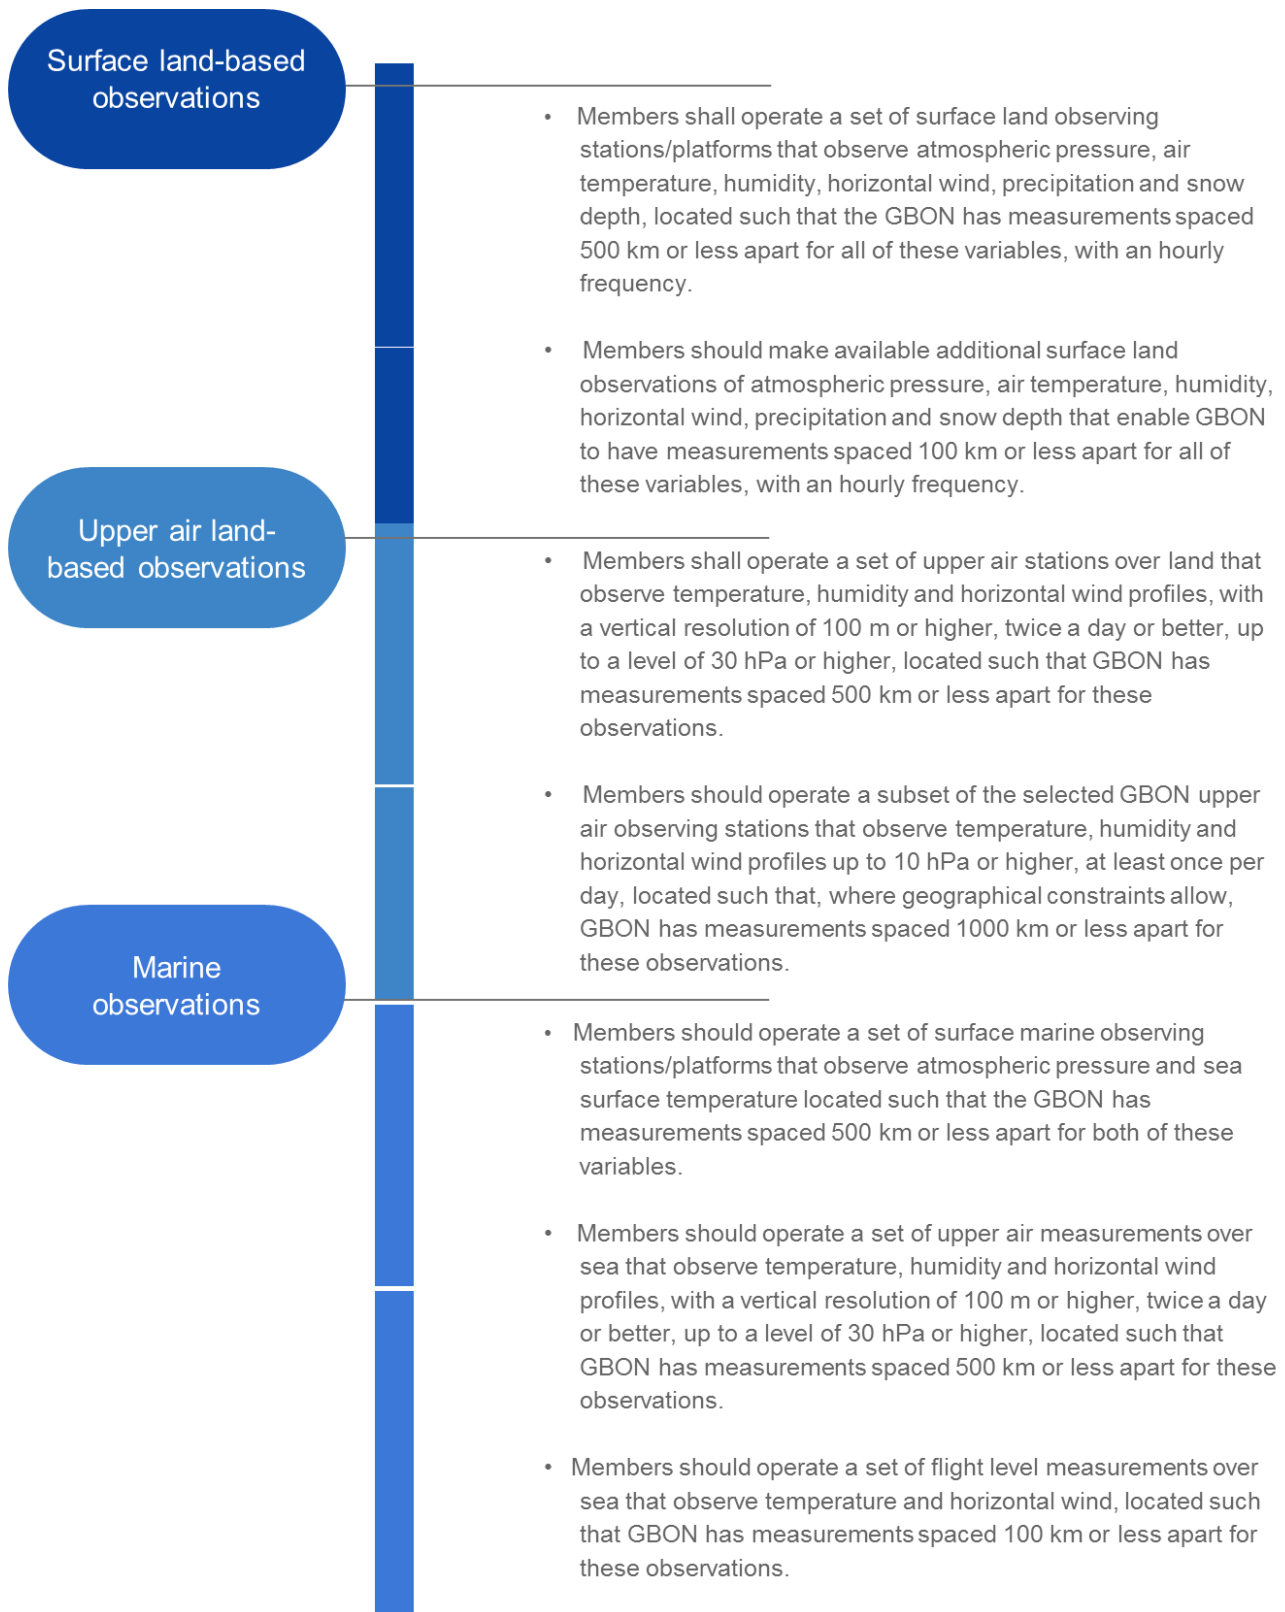 Surface land-based
observations
• Members shall operate a set of surface land observing
stations/platforms that observe atmospheric pressure, air
temperature, humidity, horizontal wind, precipitation and snow
depth, located such that the GBON has measurements spaced
500 km or less apart for all of these variables, with an hourly
frequency.
• Members should make available additional surface land
observations of atmospheric pressure, air temperature, humidity,
horizontal wind, precipitation and snow depth that enable GBON
to have measurements spaced 100 km or less apart for all of
these variables, with an hourly frequency.
Upper air land-
based observations
• Members shall operate a set of upper air stations over land that
observe temperature, humidity and horizontal wind profiles, with
a vertical resolution of 100 m or higher, twice a day or better, up
to a level of 30 hPa or higher, located such that GBON has
measurements spaced 500 km or less apart for these
observations.
• Members should operate a subset of the selected GBON upper
air observing stations that observe temperature, humidity and
horizontal wind profiles up to 10 hPa or higher, at least once per
day, located such that, where geographical constraints allow,
GBON has measurements spaced 1000 km or less apart for
these observations.
Marine
observations
• Members should operate a set of surface marine observing
stations/platforms that observe atmospheric pressure and sea
surface temperature located such that the GBON has
measurements spaced 500 km or less apart for both of these
variables.
• Members should operate a set of upper air measurements over
sea that observe temperature, humidity and horizontal wind
profiles, with a vertical resolution of 100 m or higher, twice a day
or better, up to a level of 30 hPa or higher, located such that
GBON has measurements spaced 500 km or less apart for these
observations.
• Members should operate a set of flight level measurements over
sea that observe temperature and horizontal wind, located such
that GBON has measurements spaced 100 km or less apart for
these observations.